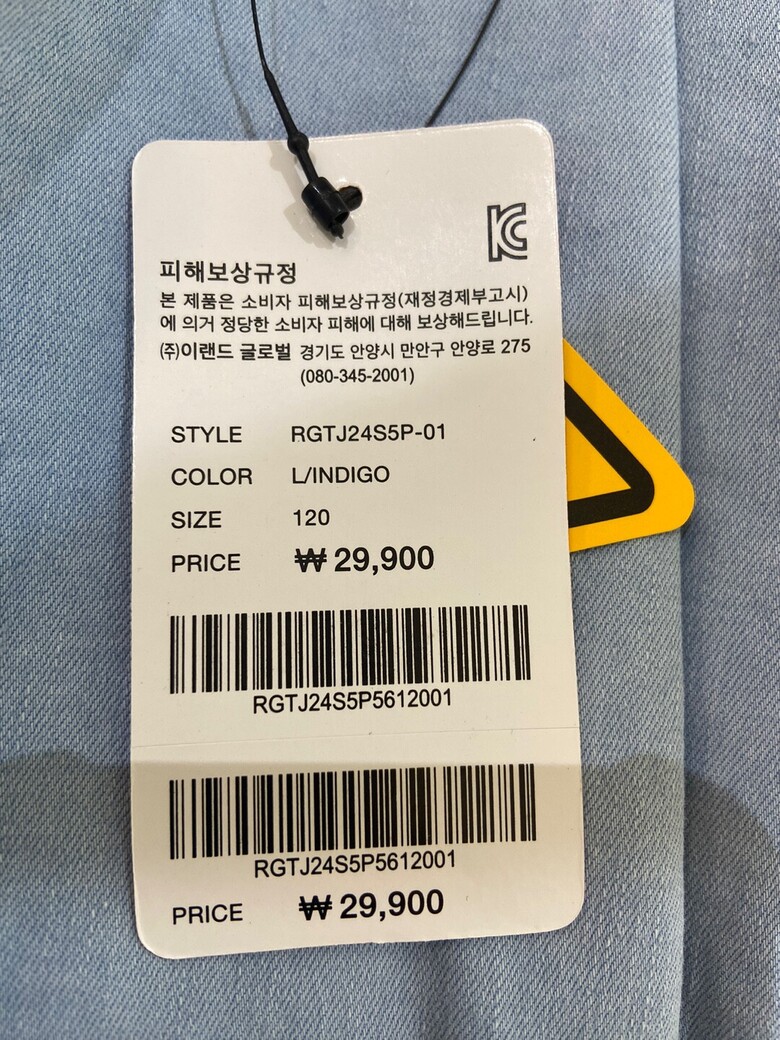 KC
피해보상규정
본 제품은 소비자 피해보상규정(재정경제부고시)
에 의거 정당한 소비자 피해에 대해 보상해드립니다.
(주)이랜드 글로벌 경기도 안양시 만안구 안양로 275
(080-345-2001)
STYLE RGTJ24S5P-01
COLOR L/INDIGO
SIZE 120
PRICE ₩ 29,900
RGTJ24S5P5612001
RGTJ24S5P5612001
PRICE ₩ 29,900